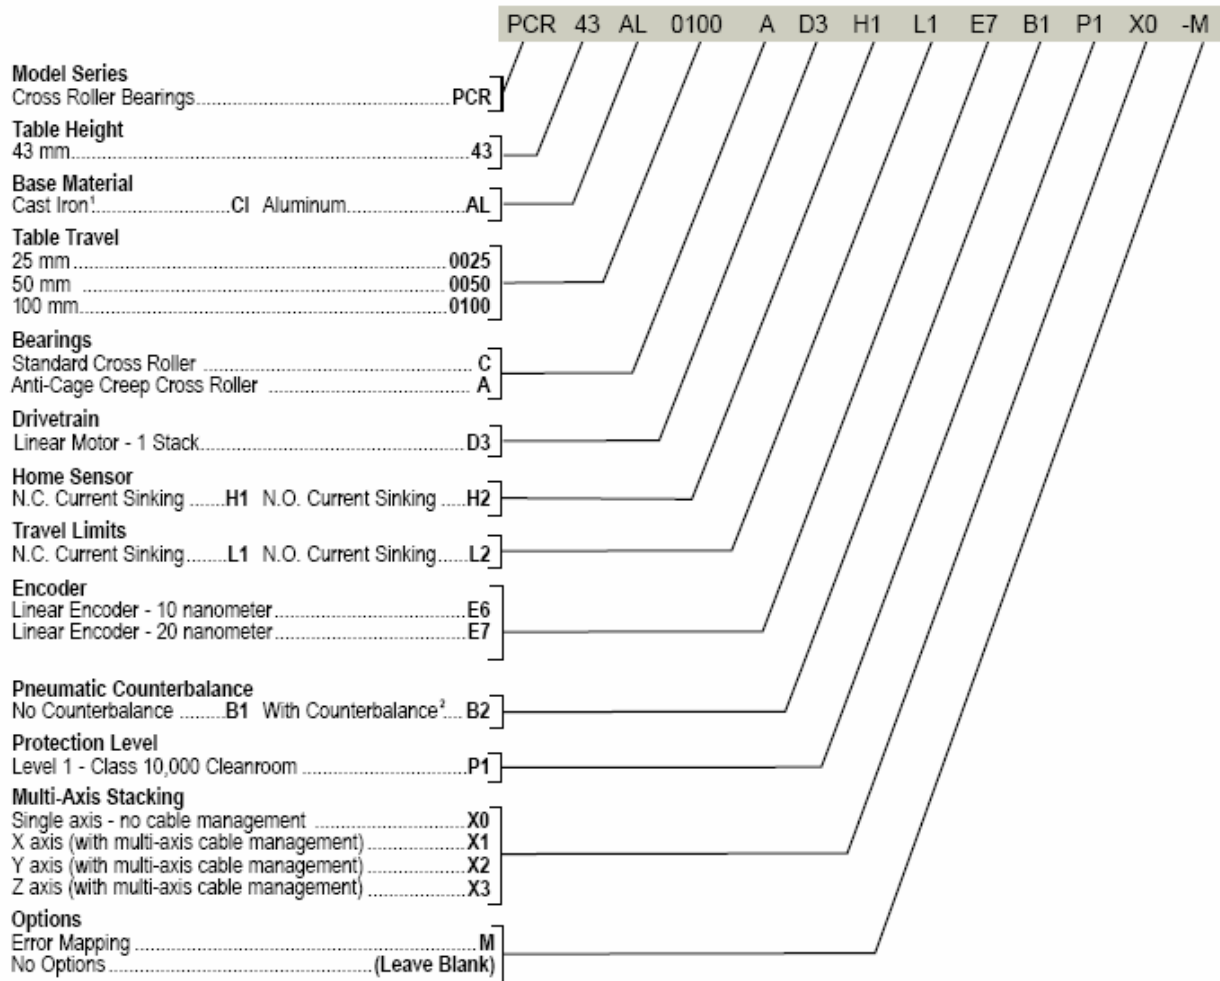 PCR 43 AL 0100 A D3 H1 L1 E7 B1 P1 X0 -M
Model Series
Cross Roller Bearings..........PCR
Table Height
43 mm..........43
Base Material
Cast Iron¹..........CI Aluminum..........AL
Table Travel
25 mm..........0025
50 mm..........0050
100 mm..........0100
Bearings
Standard Cross Roller..........C
Anti-Cage Creep Cross Roller..........A
Drivetrain
Linear Motor - 1 Stack..........D3
Home Sensor
N.C. Current Sinking.......H1 N.O. Current Sinking.....H2
Travel Limits
N.C. Current Sinking........L1 N.O. Current Sinking......L2
Encoder
Linear Encoder - 10 nanometer..........E6
Linear Encoder - 20 nanometer..........E7
Pneumatic Counterbalance
No Counterbalance.........B1 With Counterbalance²....B2
Protection Level
Level 1 - Class 10,000 Cleanroom..........P1
Multi-Axis Stacking
Single axis - no cable management..........X0
X axis (with multi-axis cable management)..........X1
Y axis (with multi-axis cable management)..........X2
Z axis (with multi-axis cable management)..........X3
Options
Error Mapping..........M
No Options..........(Leave Blank)